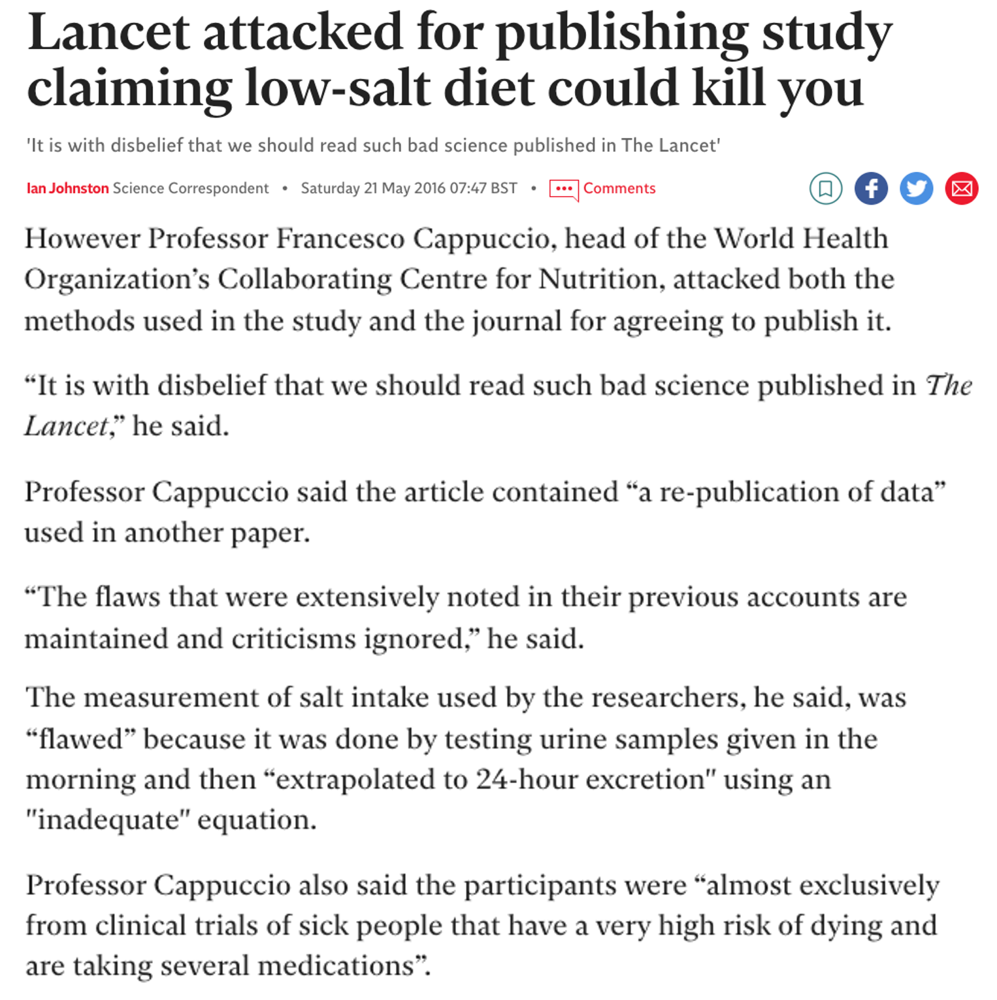 Lancet attacked for publishing study
claiming low-salt diet could kill you
'It is with disbelief that we should read such bad science published in The Lancet'
Ian Johnston Science Correspondent • Saturday 21 May 2016 07:47 BST • Comments
However Professor Francesco Cappuccio, head of the World Health
Organization’s Collaborating Centre for Nutrition, attacked both the
methods used in the study and the journal for agreeing to publish it.
“It is with disbelief that we should read such bad science published in The
Lancet,” he said.
Professor Cappuccio said the article contained “a re-publication of data”
used in another paper.
“The flaws that were extensively noted in their previous accounts are
maintained and criticisms ignored,” he said.
The measurement of salt intake used by the researchers, he said, was
“flawed” because it was done by testing urine samples given in the
morning and then “extrapolated to 24-hour excretion" using an
"inadequate" equation.
Professor Cappuccio also said the participants were “almost exclusively
from clinical trials of sick people that have a very high risk of dying and
are taking several medications”.